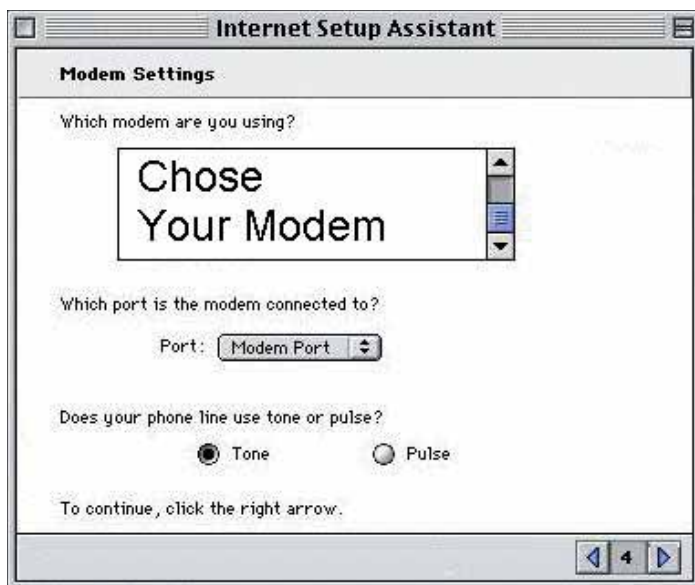 Internet Setup Assistant
Modem Settings
Which modem are you using?
Chose
Your Modem
Which port is the modem connected to?
Port: Modem Port
Does your phone line use tone or pulse?
Tone Pulse
To continue, click the right arrow.
4